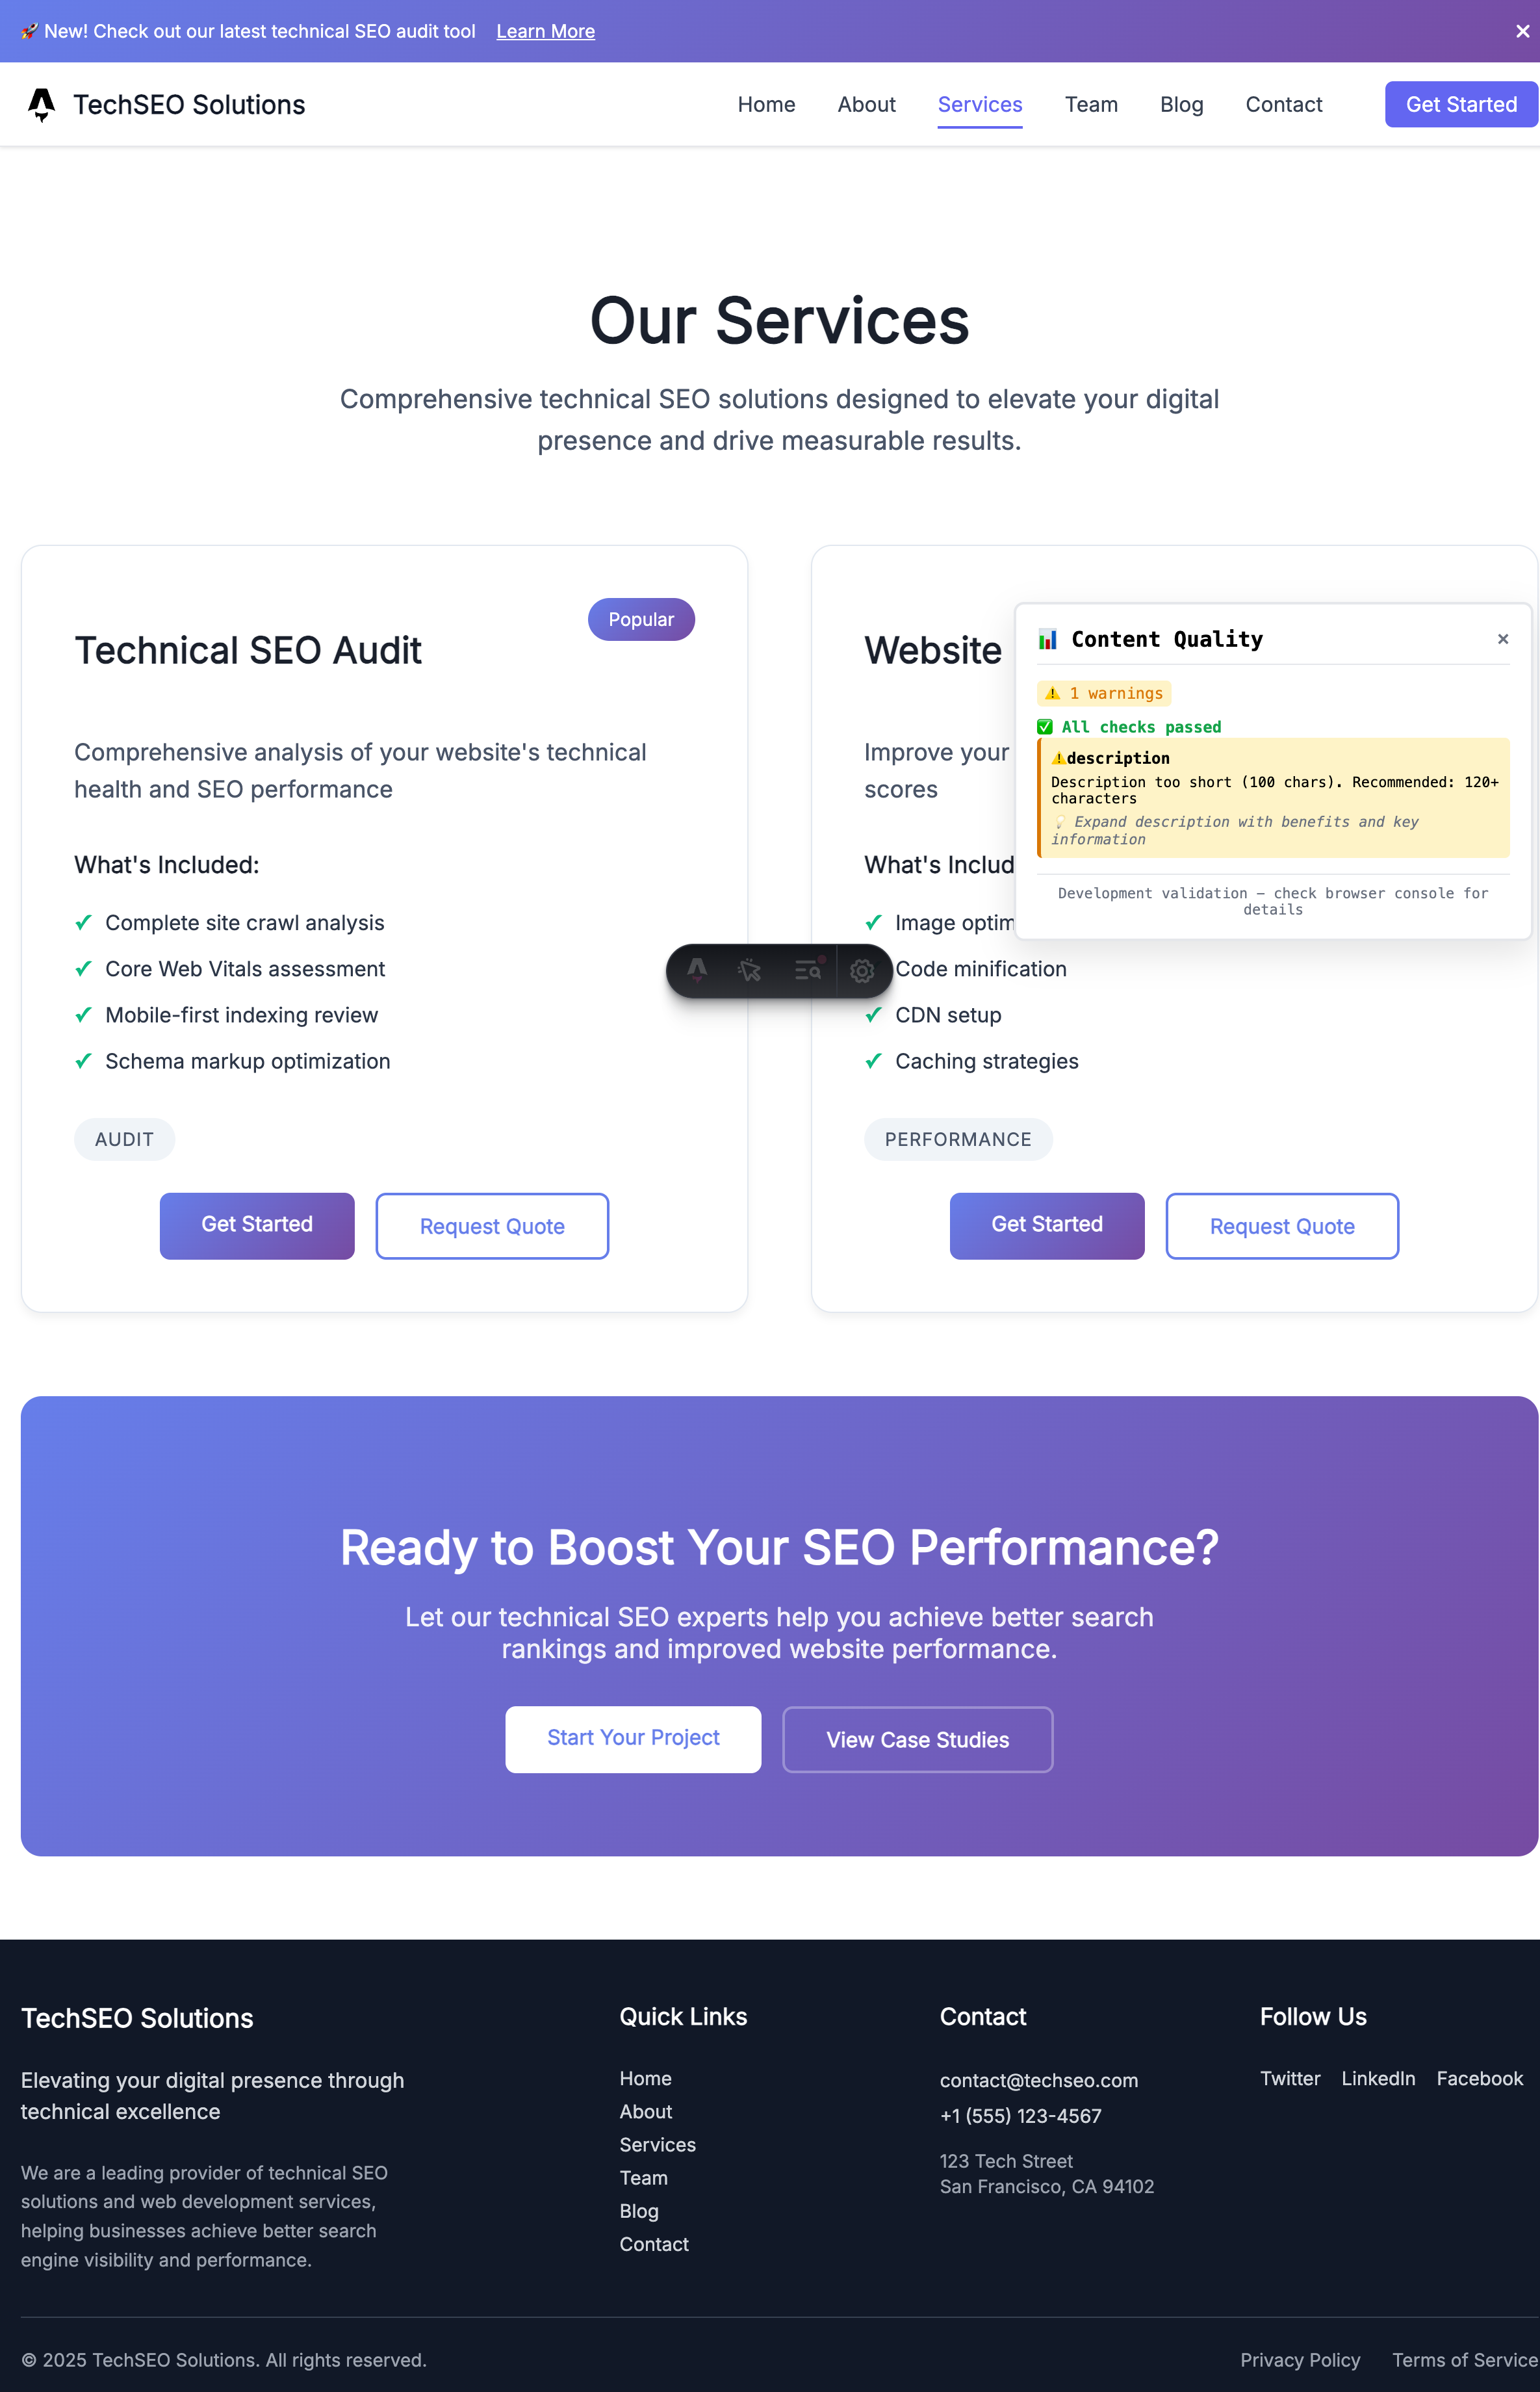 🚀 New! Check out our latest technical SEO audit tool Learn More ×
TechSEO Solutions
Home About Services Team Blog Contact Get Started
Our Services
Comprehensive technical SEO solutions designed to elevate your digital
presence and drive measurable results.
Popular
Technical SEO Audit
Comprehensive analysis of your website's technical
health and SEO performance
What's Included:
✓ Complete site crawl analysis
✓ Core Web Vitals assessment
✓ Mobile-first indexing review
✓ Schema markup optimization
AUDIT
Get Started Request Quote
Website
Improve your
scores
What's Includ
✓ Image optim
Code minification
✓ CDN setup
✓ Caching strategies
PERFORMANCE
Get Started Request Quote
📊 Content Quality ×
⚠️ 1 warnings
✅ All checks passed
⚠️description
Description too short (100 chars). Recommended: 120+
characters
💡 Expand description with benefits and key
information
Development validation – check browser console for
details
Ready to Boost Your SEO Performance?
Let our technical SEO experts help you achieve better search
rankings and improved website performance.
Start Your Project View Case Studies
TechSEO Solutions
Elevating your digital presence through
technical excellence
We are a leading provider of technical SEO
solutions and web development services,
helping businesses achieve better search
engine visibility and performance.
Quick Links
Home
About
Services
Team
Blog
Contact
Contact
contact@techseo.com
+1 (555) 123-4567
123 Tech Street
San Francisco, CA 94102
Follow Us
Twitter LinkedIn Facebook
© 2025 TechSEO Solutions. All rights reserved.
Privacy Policy Terms of Service